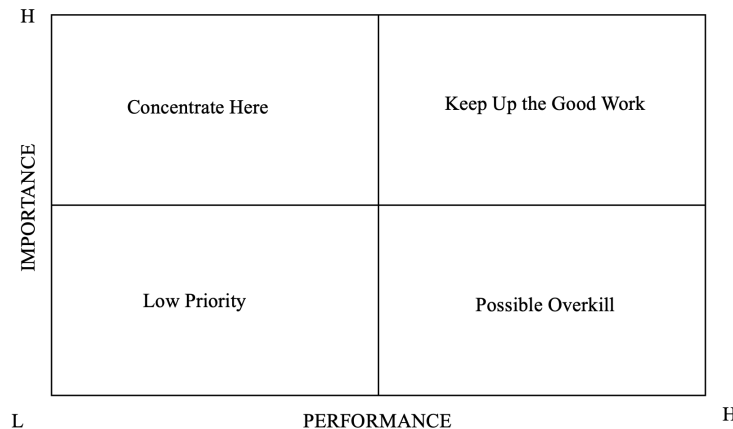 H
Concentrate Here
Keep Up the Good Work
IMPORTANCE
Low Priority
Possible Overkill
L
PERFORMANCE
H